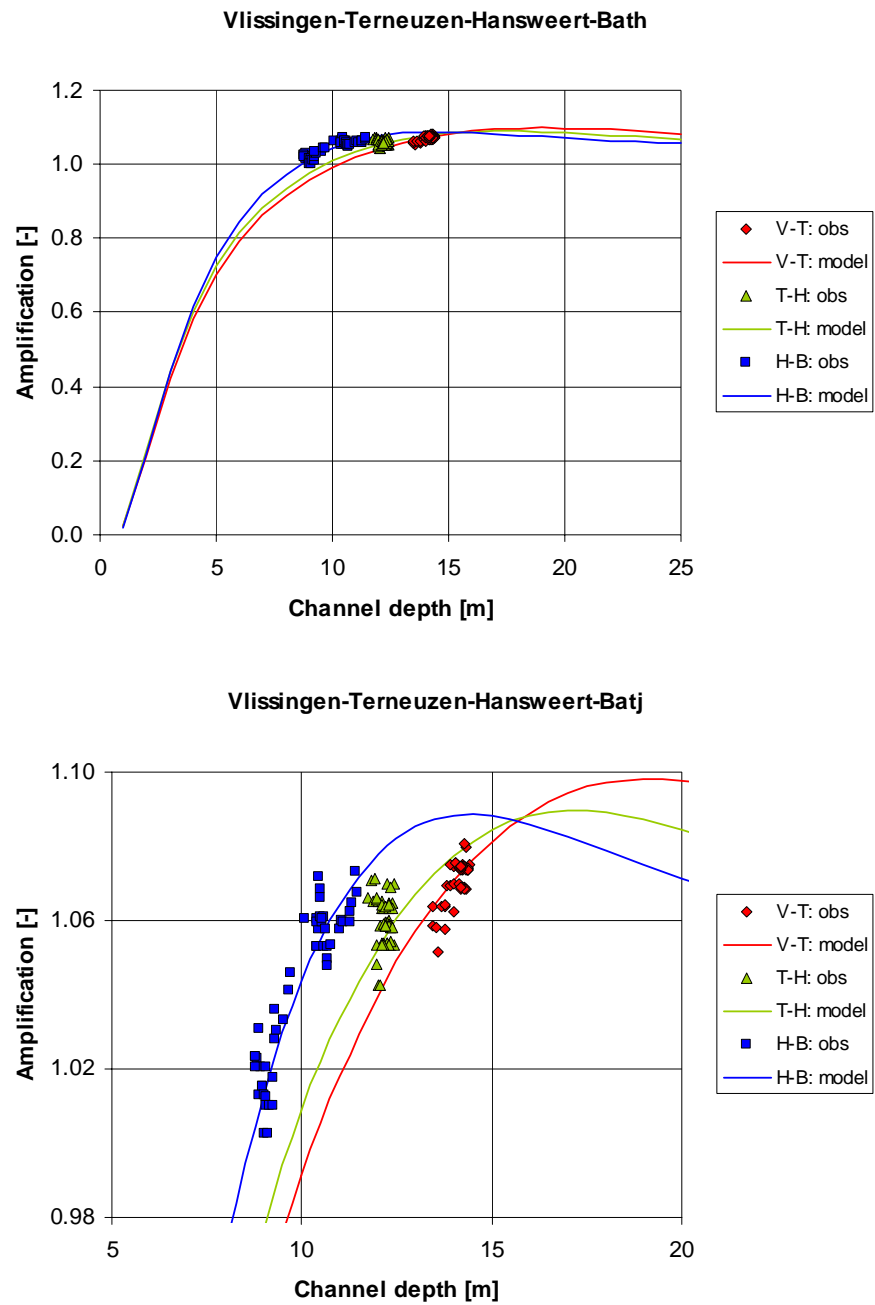 Vlissingen-Terneuzen-Hansweert-Bath
1.2
1.0
0.8
0.6
0.4
0.2
0.0
Amplification [-]
0 5 10 15 20 25
Channel depth [m]
V-T: obs
V-T: model
T-H: obs
T-H: model
H-B: obs
H-B: model
Vlissingen-Terneuzen-Hansweert-Batj
1.10
1.06
1.02
0.98
Amplification [-]
5 10 15 20
Channel depth [m]
V-T: obs
V-T: model
T-H: obs
T-H: model
H-B: obs
H-B: model